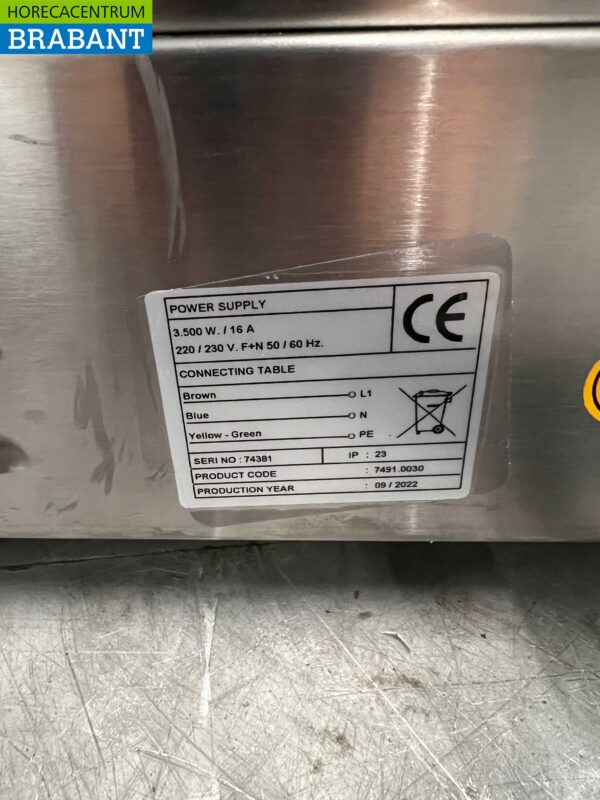 HORECACENTRUM
BRABANT
POWER SUPPLY
3.500 W. / 16 A
220 / 230 V. F+N 50 / 60 Hz.
CE
CONNECTING TABLE
Brown L1
Blue N
Yellow - Green PE
SERI NO : 74381 IP : 23
PRODUCT CODE : 7491.0030
PRODUCTION YEAR : 09 / 2022